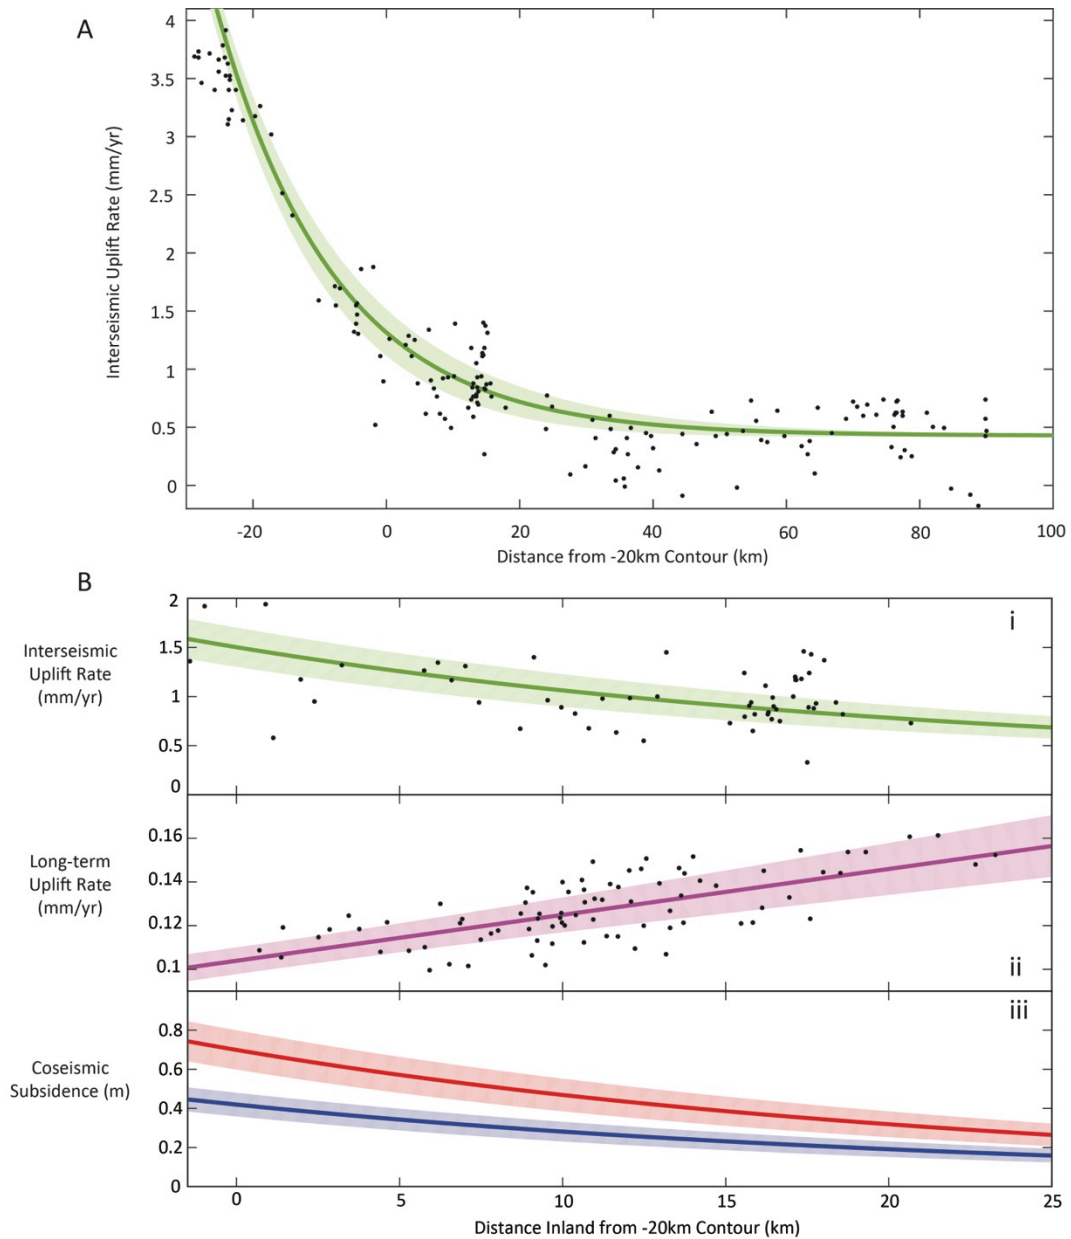 A
4
3.5
3
2.5
2
1.5
1
0.5
0
Interseismic Uplift Rate (mm/yr)
-20 0 20 40 60 80 100
Distance from -20km Contour (km)
B
i
2
1.5
1
0.5
0
Interseismic
Uplift Rate
(mm/yr)
ii
0.16
0.14
0.12
0.1
Long-term
Uplift Rate
(mm/yr)
iii
0.8
0.6
0.4
0.2
0
Coseismic
Subsidence (m)
0 5 10 15 20 25
Distance Inland from -20km Contour (km)